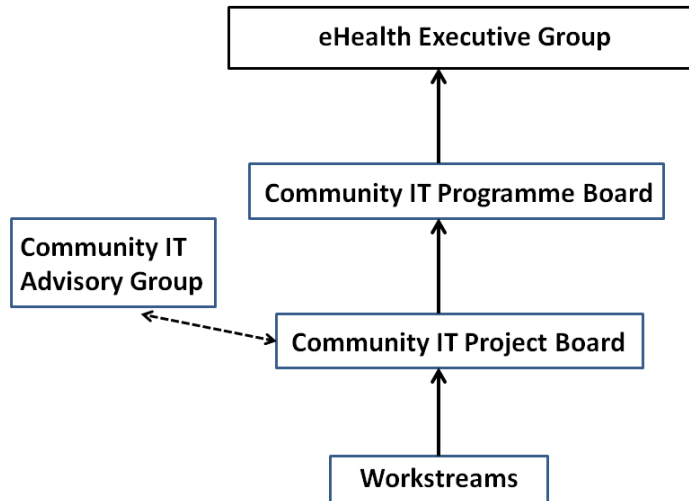 eHealth Executive Group
Community IT Programme Board
Community IT
Advisory Group
Community IT Project Board
Workstreams